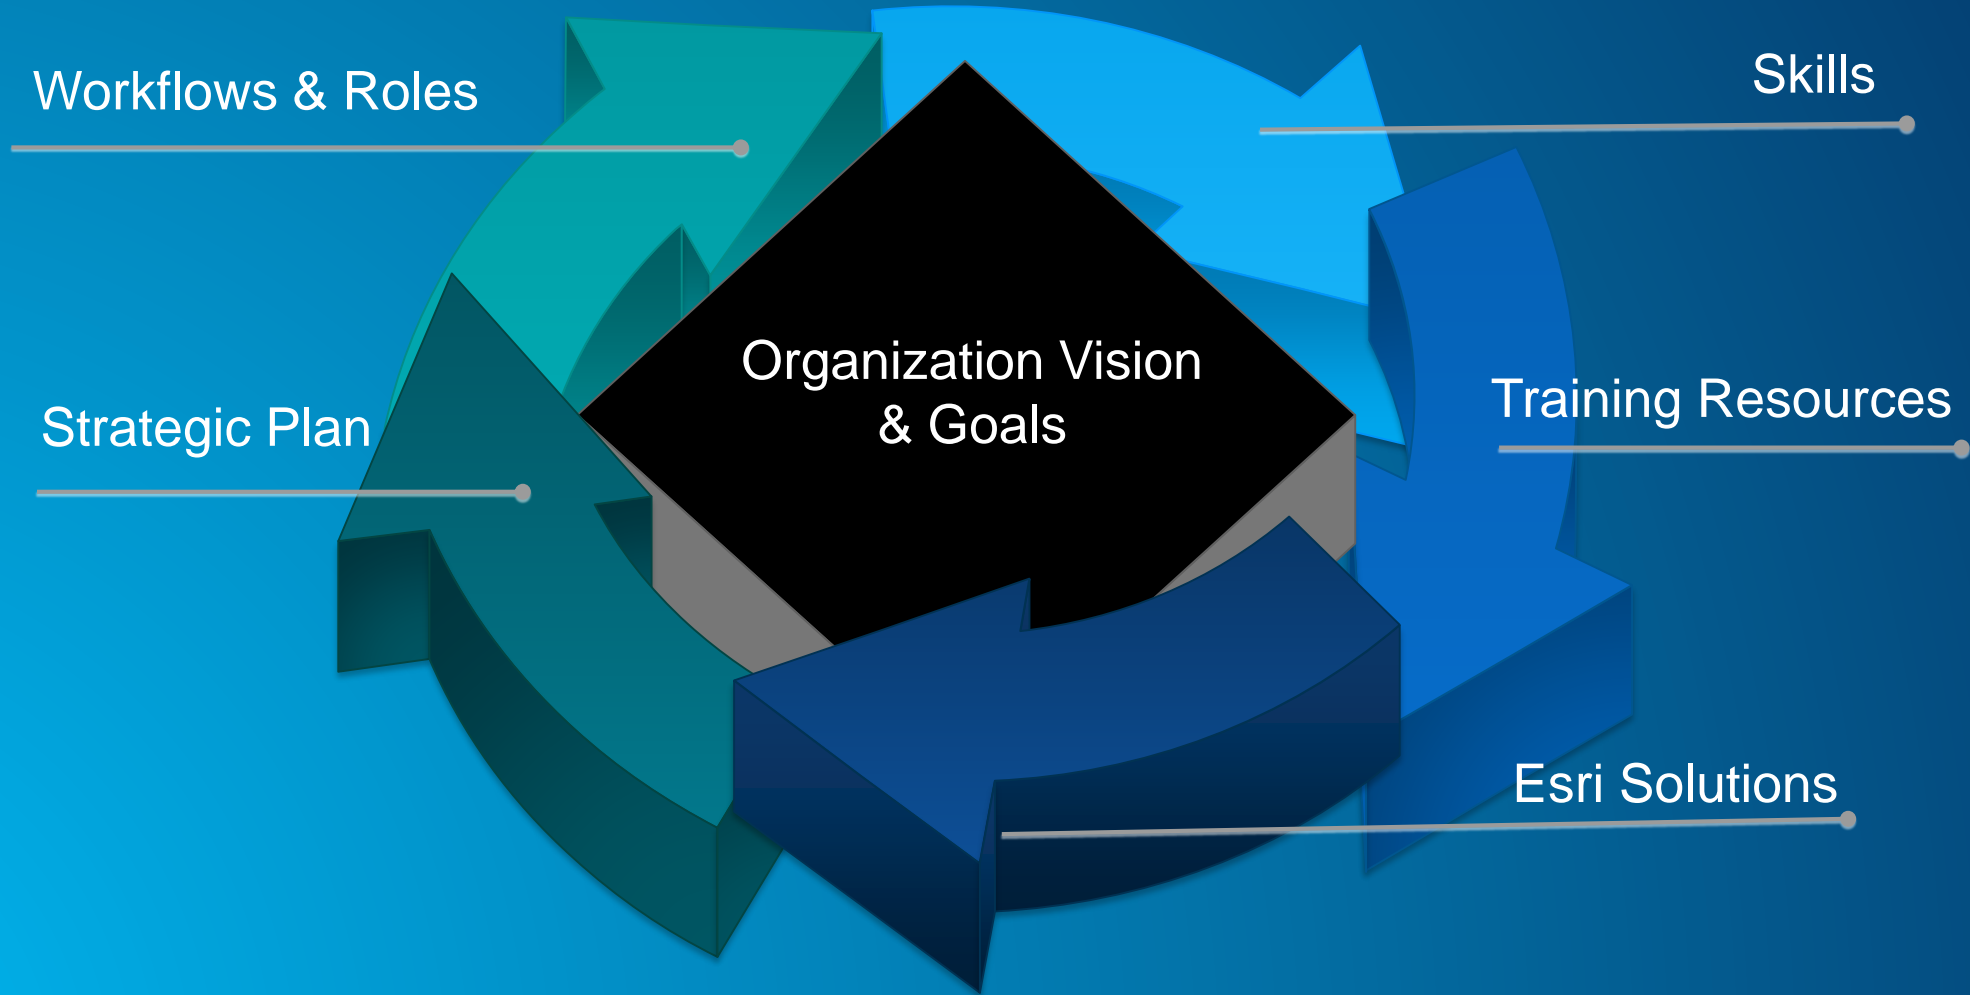 Workflows & Roles
Skills
Organization Vision
& Goals
Training Resources
Strategic Plan
Esri Solutions